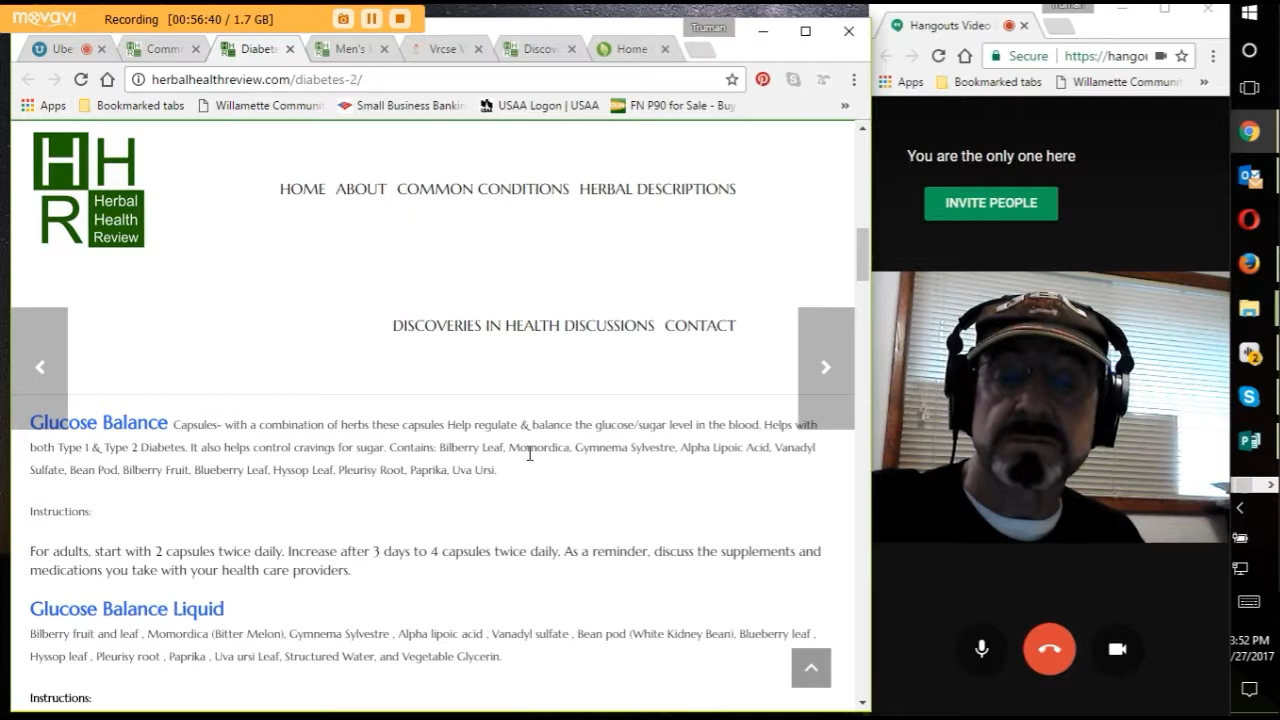 movavi
Recording [00:56:40 / 1.7 GB]
Truman
Truman
Ube
Commo
Diabete
Men's H
Vrcse W
Discov
Home
Hangouts Video
herbalhealthreview.com/diabetes-2/
Secure https://hangou
Apps Bookmarked tabs Willamette Communi Small Business Bankin USAA Logon | USAA FN P90 for Sale - Buy »
Apps Bookmarked tabs Willamette Communi »
H H R Herbal Health Review
HOME ABOUT COMMON CONDITIONS HERBAL DESCRIPTIONS
DISCOVERIES IN HEALTH DISCUSSIONS CONTACT
You are the only one here
INVITE PEOPLE
Glucose Balance Capsules- with a combination of herbs these capsules Help regulate & balance the glucose/sugar level in the blood. Helps with
both Type 1 & Type 2 Diabetes. It also helps control cravings for sugar. Contains: Bilberry Leaf, Momordica, Gymnema Sylvestre, Alpha Lipoic Acid, Vanadyl
Sulfate, Bean Pod, Bilberry Fruit, Blueberry Leaf, Hyssop Leaf, Pleurisy Root, Paprika, Uva Ursi.
Instructions:
For adults, start with 2 capsules twice daily. Increase after 3 days to 4 capsules twice daily. As a reminder, discuss the supplements and
medications you take with your health care providers.
Glucose Balance Liquid
Bilberry fruit and leaf , Momordica (Bitter Melon), Gymnema Sylvestre , Alpha lipoic acid , Vanadyl sulfate , Bean pod (White Kidney Bean), Blueberry leaf ,
Hyssop leaf , Pleurisy root , Paprika , Uva ursi Leaf, Structured Water, and Vegetable Glycerin.
Instructions:
2
3:52 PM
/27/2017